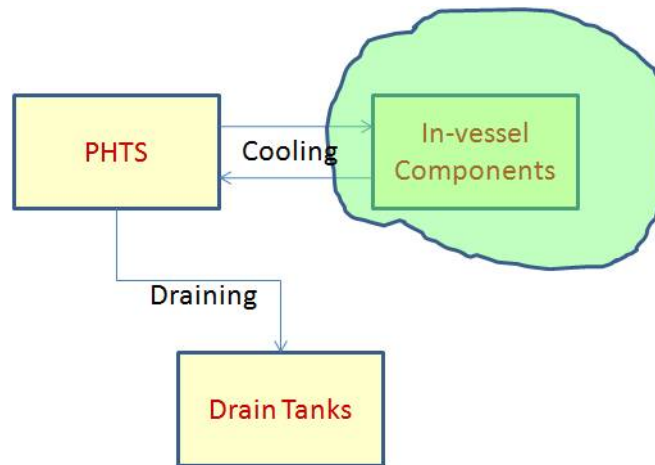 PHTS
Cooling
In-vessel
Components
Draining
Drain Tanks